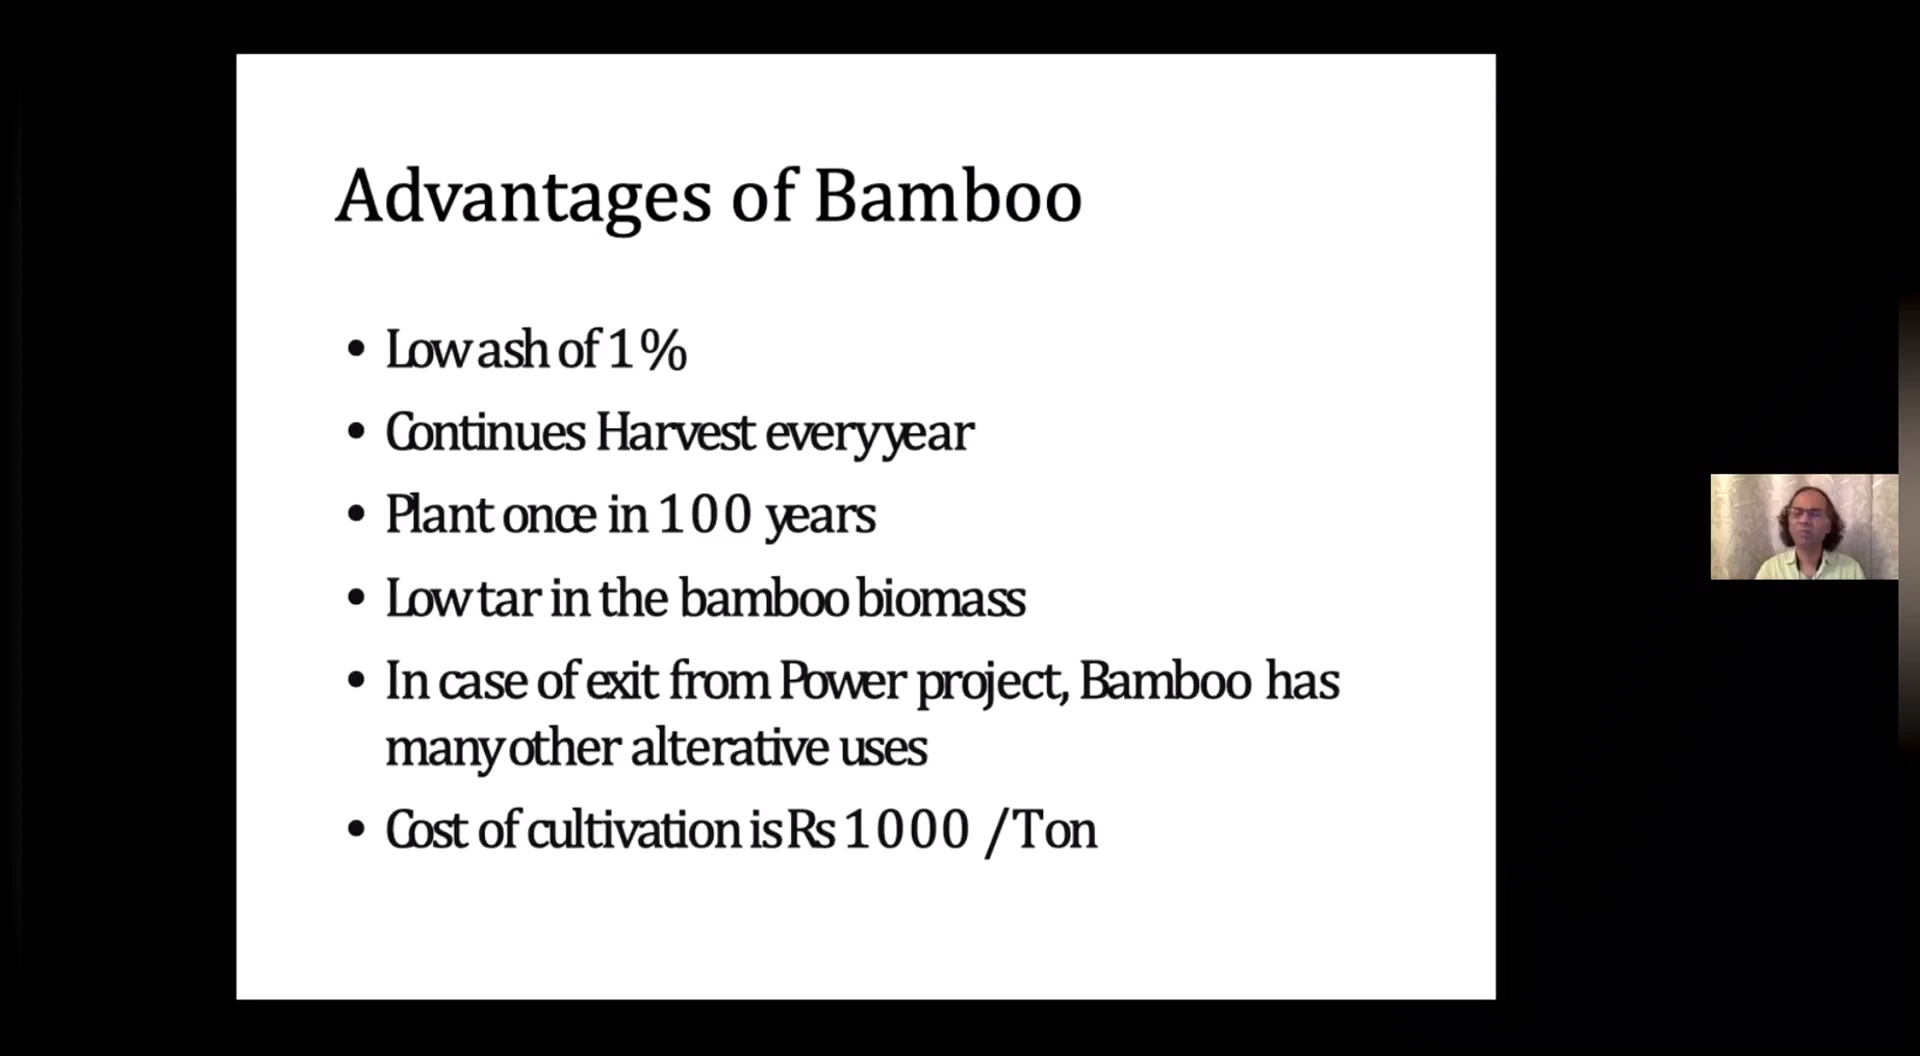 Advantages of Bamboo
• Low ash of 1%
• Continues Harvest every year
• Plant once in 100 years
• Low tar in the bamboo biomass
• In case of exit from Power project, Bamboo has
many other alterative uses
• Cost of cultivation is Rs 1000 /Ton